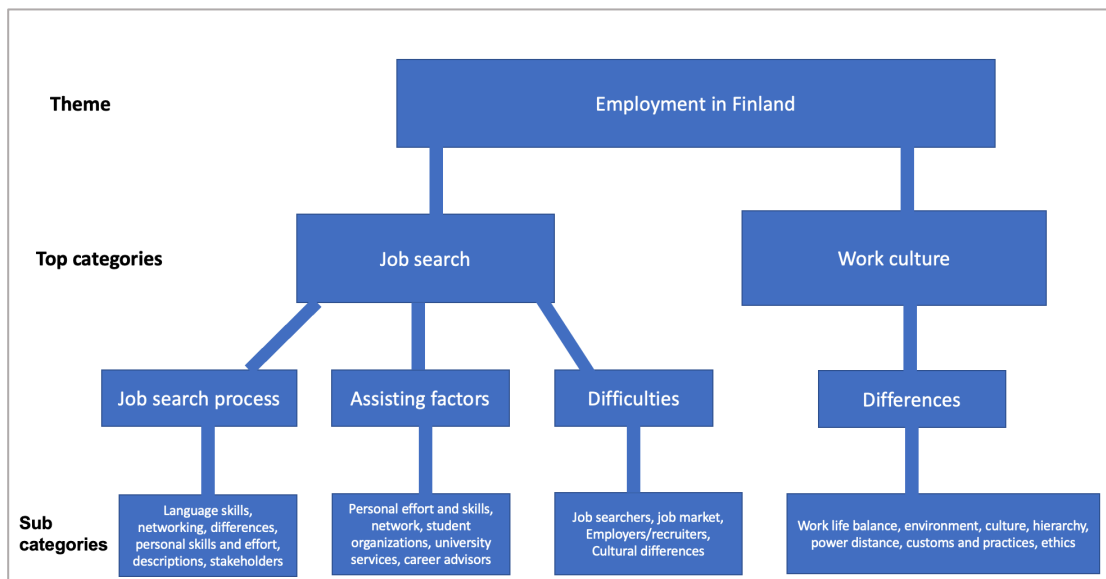 Theme
Employment in Finland
Top categories
Job search
Work culture
Job search process
Assisting factors
Difficulties
Differences
Sub
categories
Language skills,
networking, differences,
personal skills and effort,
descriptions, stakeholders
Personal effort and skills,
network, student
organizations, university
services, career advisors
Job searchers, job market,
Employers/recruiters,
Cultural differences
Work life balance, environment, culture, hierarchy,
power distance, customs and practices, ethics